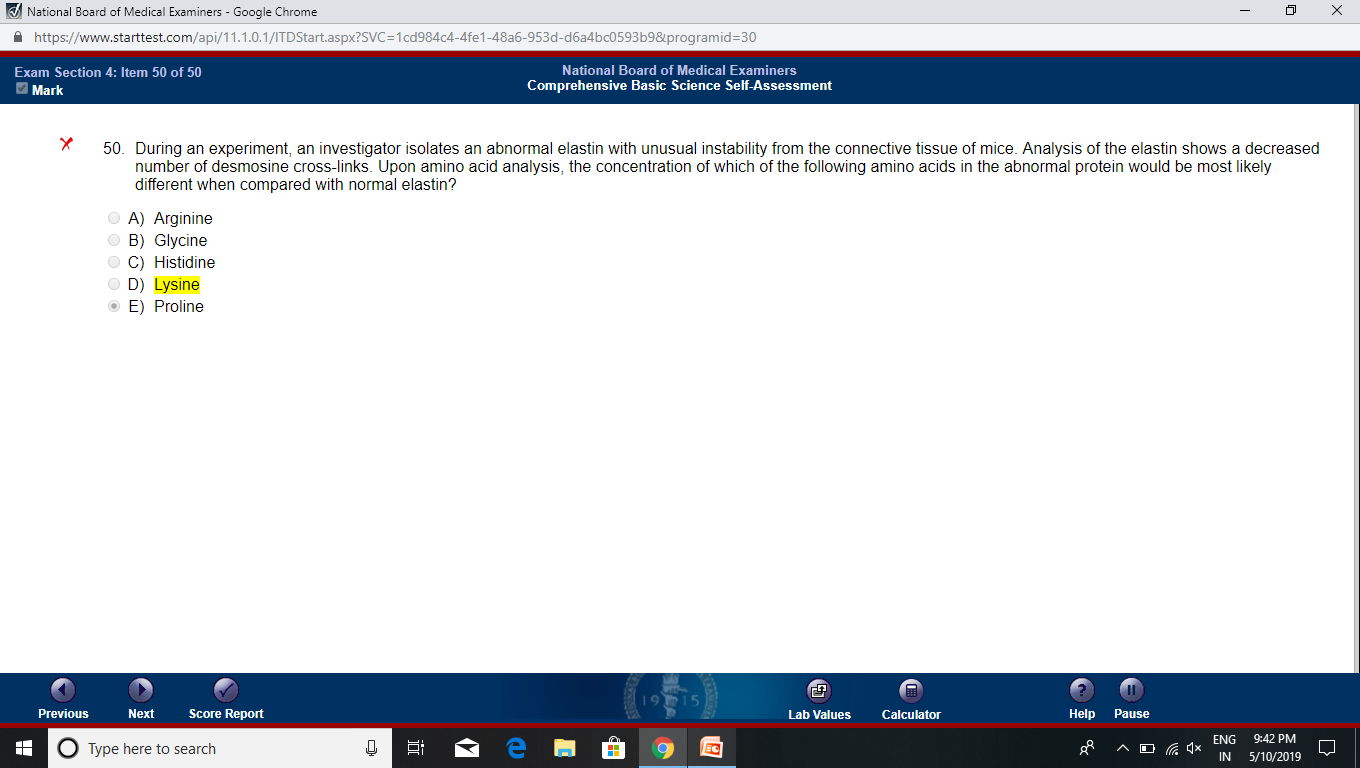 National Board of Medical Examiners - Google Chrome
https://www.starttest.com/api/11.1.0.1/ITDStart.aspx?SVC=1cd984c4-4fe1-48a6-953d-d6a4bc0593b9&programid=30
Exam Section 4: Item 50 of 50
National Board of Medical Examiners
Comprehensive Basic Science Self-Assessment
Mark
50. During an experiment, an investigator isolates an abnormal elastin with unusual instability from the connective tissue of mice. Analysis of the elastin shows a decreased
number of desmosine cross-links. Upon amino acid analysis, the concentration of which of the following amino acids in the abnormal protein would be most likely
different when compared with normal elastin?
A) Arginine
B) Glycine
C) Histidine
D) Lysine
E) Proline
1915
Previous
Next
Score Report
Lab Values
Calculator
Help
Pause
Type here to search
ENG
IN
9:42 PM
5/10/2019